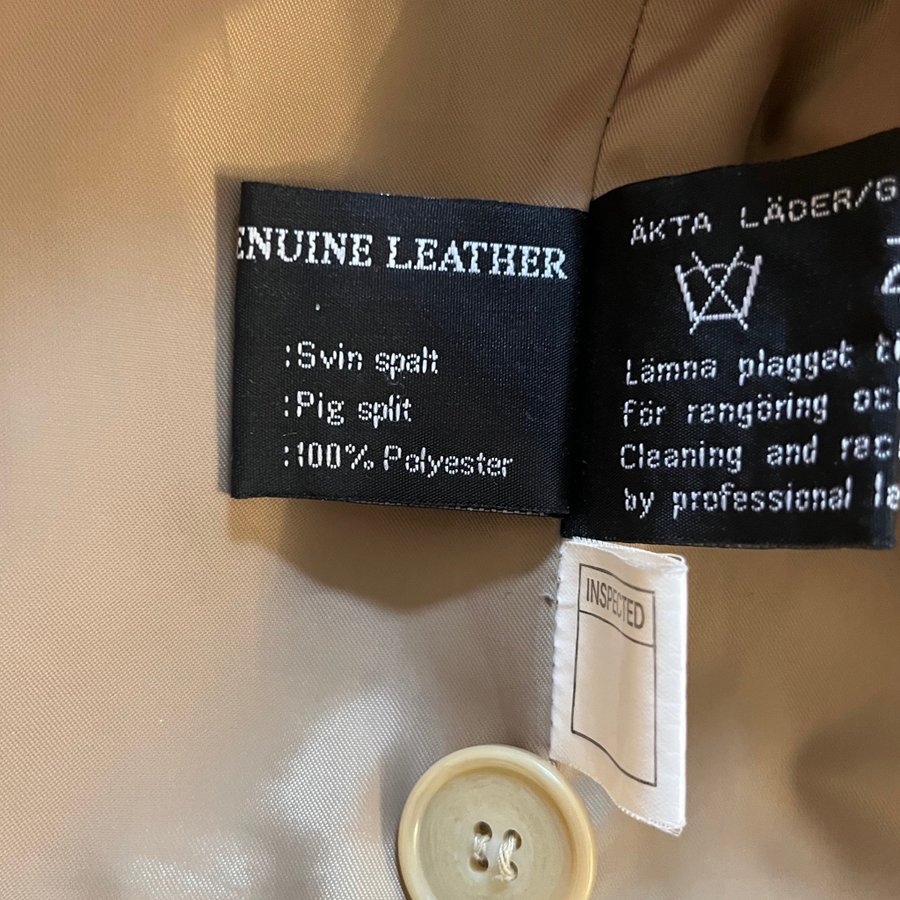 ENUINE LEATHER
:Svin spalt
:Pig split
:100% Polyester
ÄKTA LÄDER/G
Lämna plagget
för rengöring
Cleaning and
by professional
INSPECTED